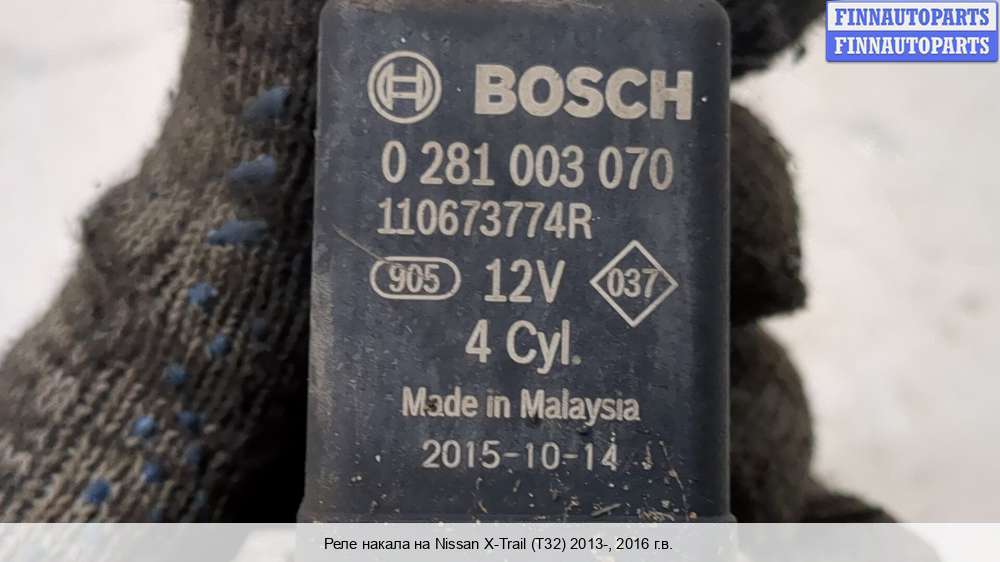 FINNAUTOPARTS
FINNAUTOPARTS
BOSCH
0 281 003 070
110673774R
905 12V 037
4 Cyl.
Made in Malaysia
2015-10-14
Реле накала на Nissan X-Trail (T32) 2013-, 2016 г.в.